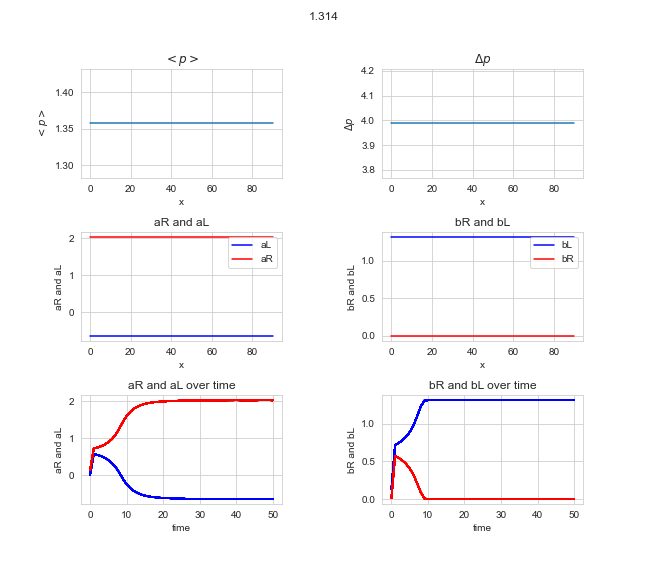 1.314
< p >
Δp
1.40
1.35
1.30
< p >
0 20 40 60 80
x
4.2
4.1
4.0
3.9
3.8
Δp
0 20 40 60 80
x
aR and aL
bR and bL
2
1
0
aR and aL
aL
aR
0 20 40 60 80
x
1.0
0.5
0.0
bR and bL
bL
bR
0 20 40 60 80
x
aR and aL over time
bR and bL over time
2
1
0
aR and aL
0 10 20 30 40 50
time
1.0
0.5
0.0
bR and bL
0 10 20 30 40 50
time